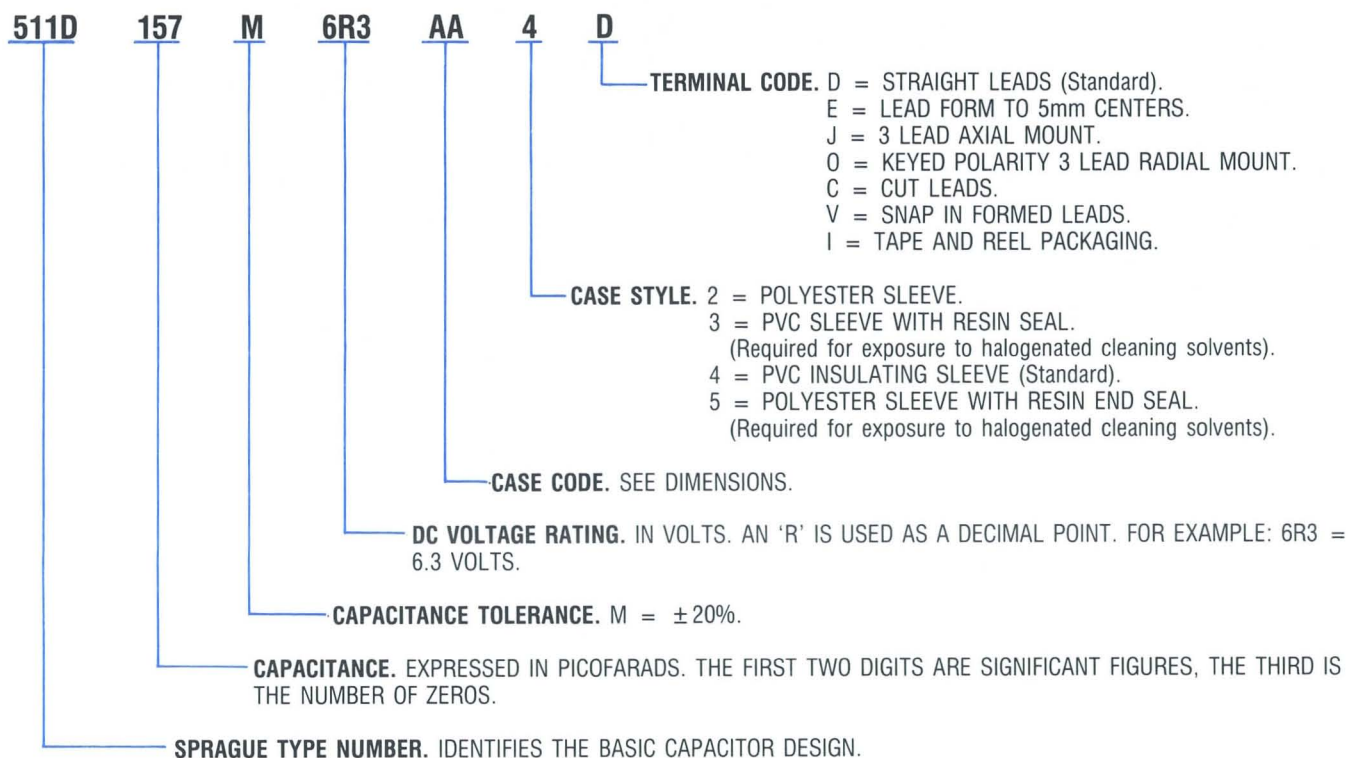 511D 157 M 6R3 AA 4 D
TERMINAL CODE. D = STRAIGHT LEADS (Standard).
E = LEAD FORM TO 5mm CENTERS.
J = 3 LEAD AXIAL MOUNT.
O = KEYED POLARITY 3 LEAD RADIAL MOUNT.
C = CUT LEADS.
V = SNAP IN FORMED LEADS.
I = TAPE AND REEL PACKAGING.
CASE STYLE. 2 = POLYESTER SLEEVE.
3 = PVC SLEEVE WITH RESIN SEAL.
(Required for exposure to halogenated cleaning solvents).
4 = PVC INSULATING SLEEVE (Standard).
5 = POLYESTER SLEEVE WITH RESIN END SEAL.
(Required for exposure to halogenated cleaning solvents).
CASE CODE. SEE DIMENSIONS.
DC VOLTAGE RATING. IN VOLTS. AN ‘R’ IS USED AS A DECIMAL POINT. FOR EXAMPLE: 6R3 =
6.3 VOLTS.
CAPACITANCE TOLERANCE. M = ±20%.
CAPACITANCE. EXPRESSED IN PICOFARADS. THE FIRST TWO DIGITS ARE SIGNIFICANT FIGURES, THE THIRD IS
THE NUMBER OF ZEROS.
SPRAGUE TYPE NUMBER. IDENTIFIES THE BASIC CAPACITOR DESIGN.